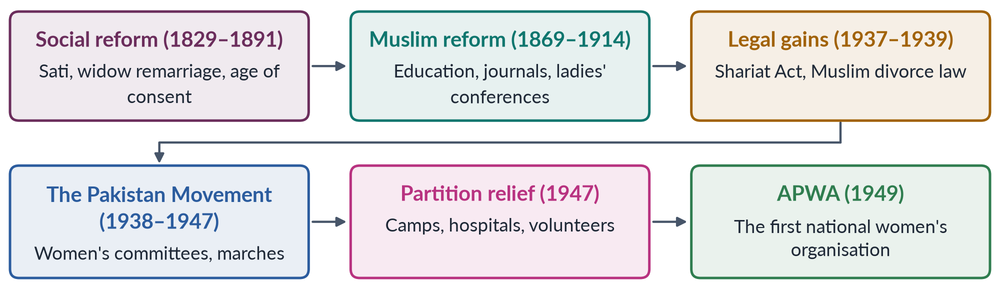 Social reform (1829–1891)
Sati, widow remarriage, age of
consent
Muslim reform (1869–1914)
Education, journals, ladies'
conferences
Legal gains (1937–1939)
Shariat Act, Muslim divorce law
The Pakistan Movement
(1938–1947)
Women's committees, marches
Partition relief (1947)
Camps, hospitals, volunteers
APWA (1949)
The first national women's
organisation